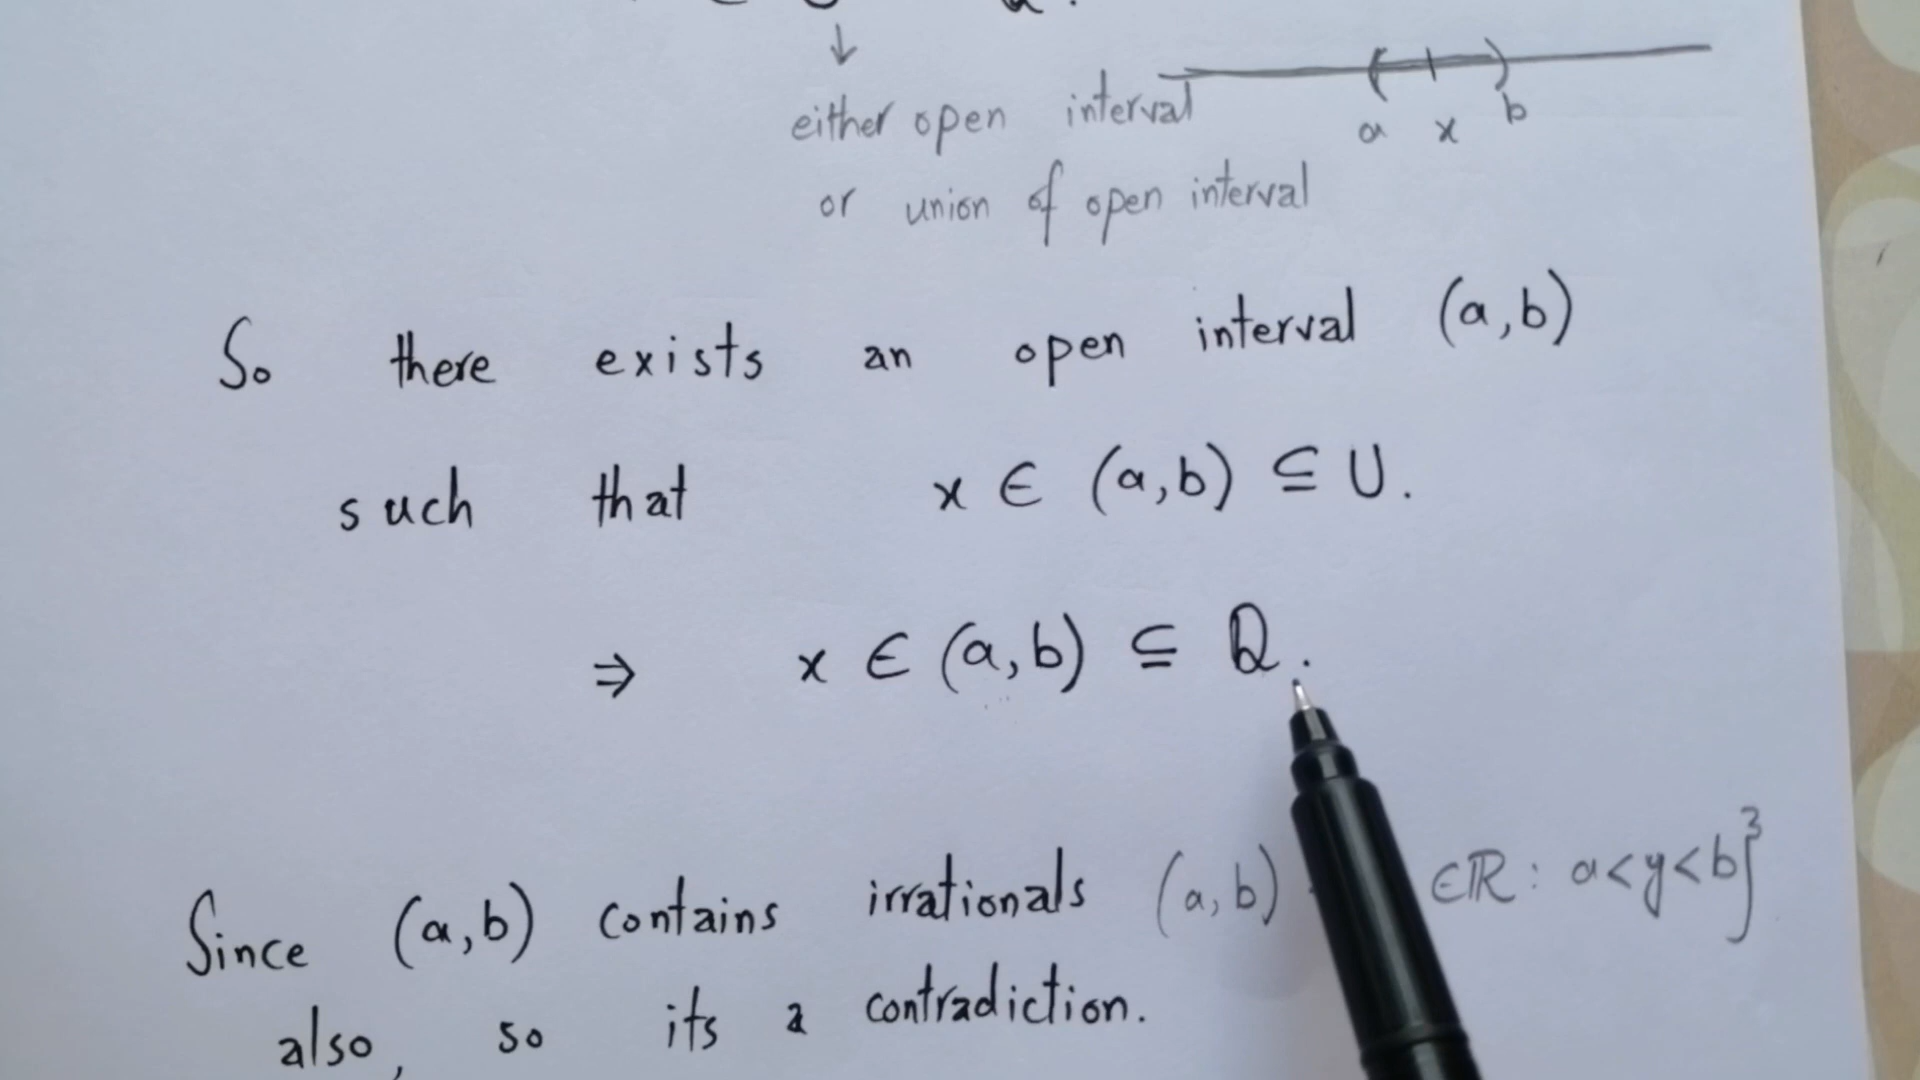 either open interval
a x b
or union of open interval
So there exists an open interval (a,b)
such that x ∈ (a,b) ⊆ U.
⇒ x ∈ (a,b) ⊆ Q.
Since (a,b) contains irrationals (a,b) ∈ℝ : a<y<b}
also, so its a contradiction.